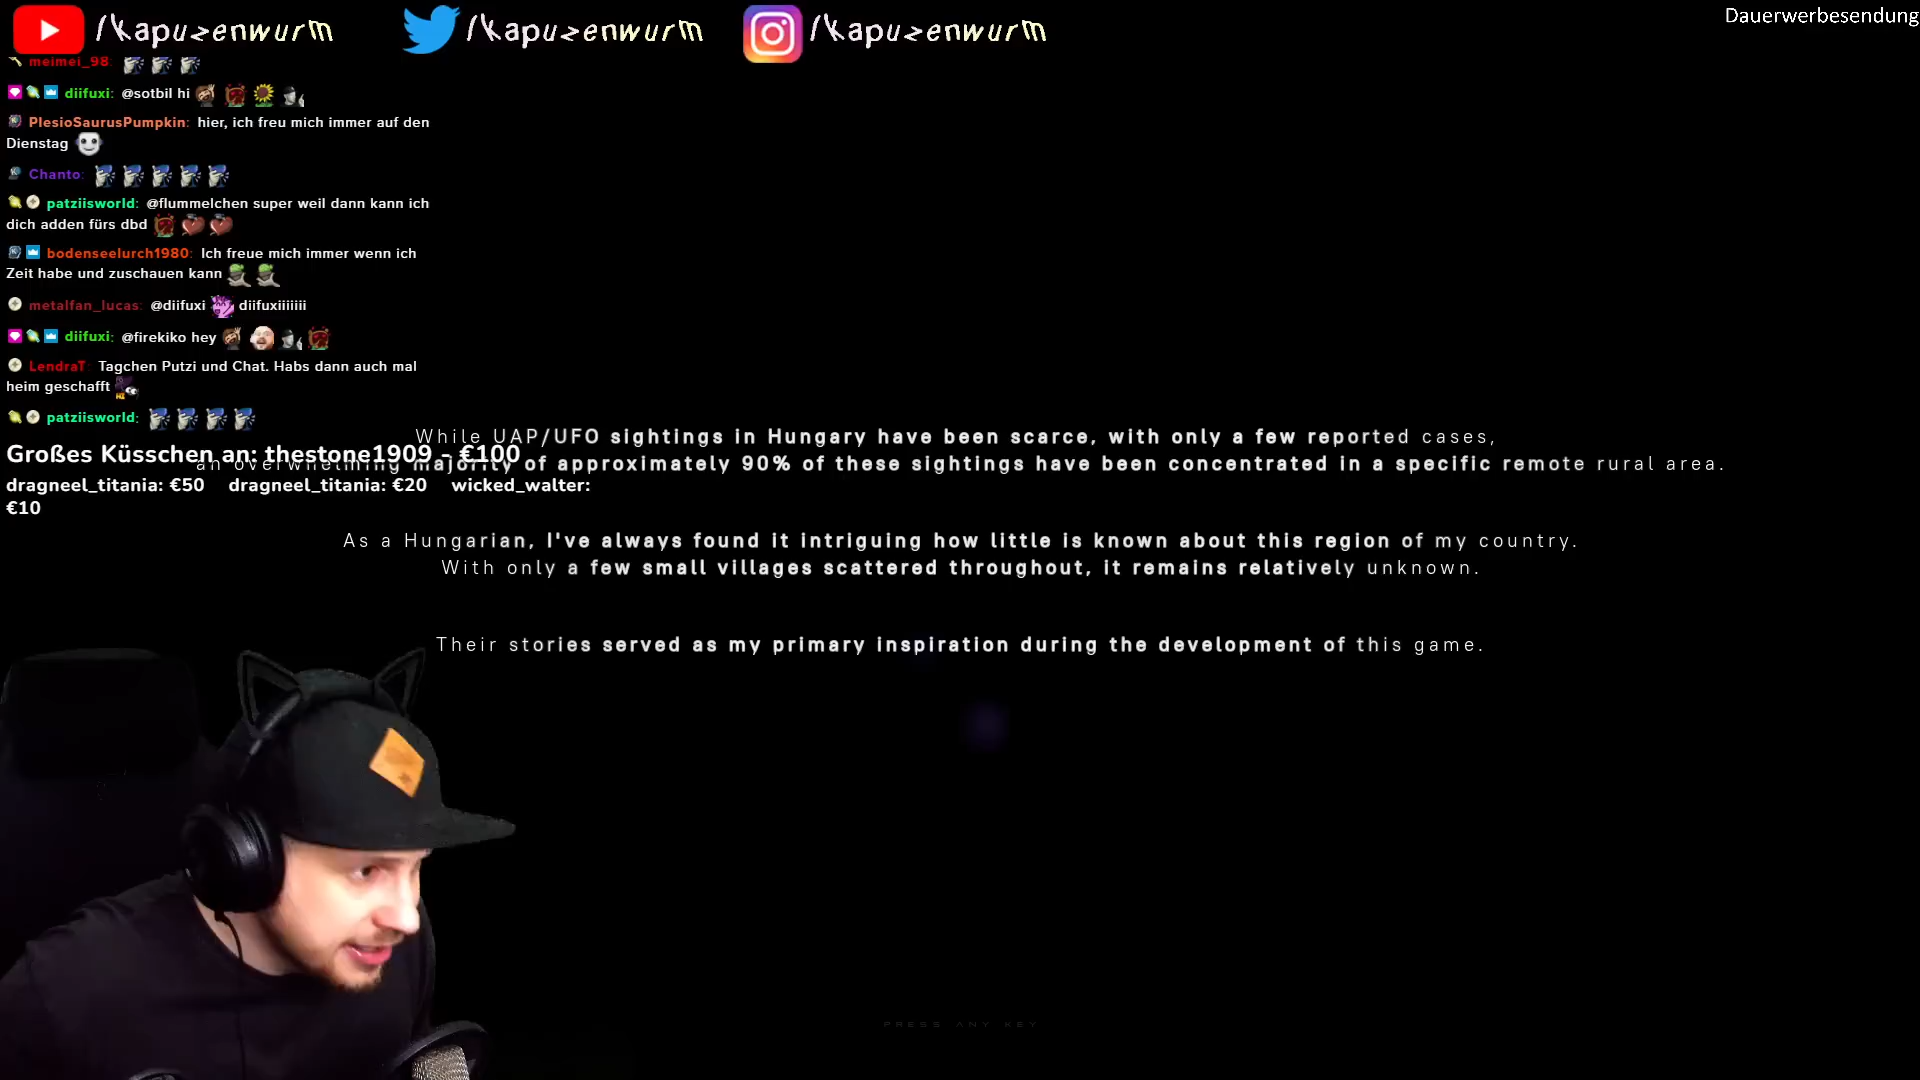 /kapuzenwurm /kapuzenwurm /kapuzenwurm
Dauerwerbesendung
meimei_98:
diifuxi: @sotbil hi
PlesioSaurusPumpkin: hier, ich freu mich immer auf den
Dienstag
Chanto:
patziisworld: @flummelchen super weil dann kann ich
dich adden fürs dbd
bodenseelurch1980: Ich freue mich immer wenn ich
Zeit habe und zuschauen kann
metalfan_lucas: @diifuxi diifuxiiiiiii
diifuxi: @firekiko hey
LendraT: Tagchen Putzi und Chat. Habs dann auch mal
heim geschafft
patziisworld:
Großes Küsschen an: thestone1909 - €100
dragneel_titania: €50 dragneel_titania: €20 wicked_walter:
€10
While UAP/UFO sightings in Hungary have been scarce, with only a few reported cases,
an overwhelming majority of approximately 90% of these sightings have been concentrated in a specific remote rural area.
As a Hungarian, I've always found it intriguing how little is known about this region of my country.
With only a few small villages scattered throughout, it remains relatively unknown.
Their stories served as my primary inspiration during the development of this game.
PRESS ANY KEY